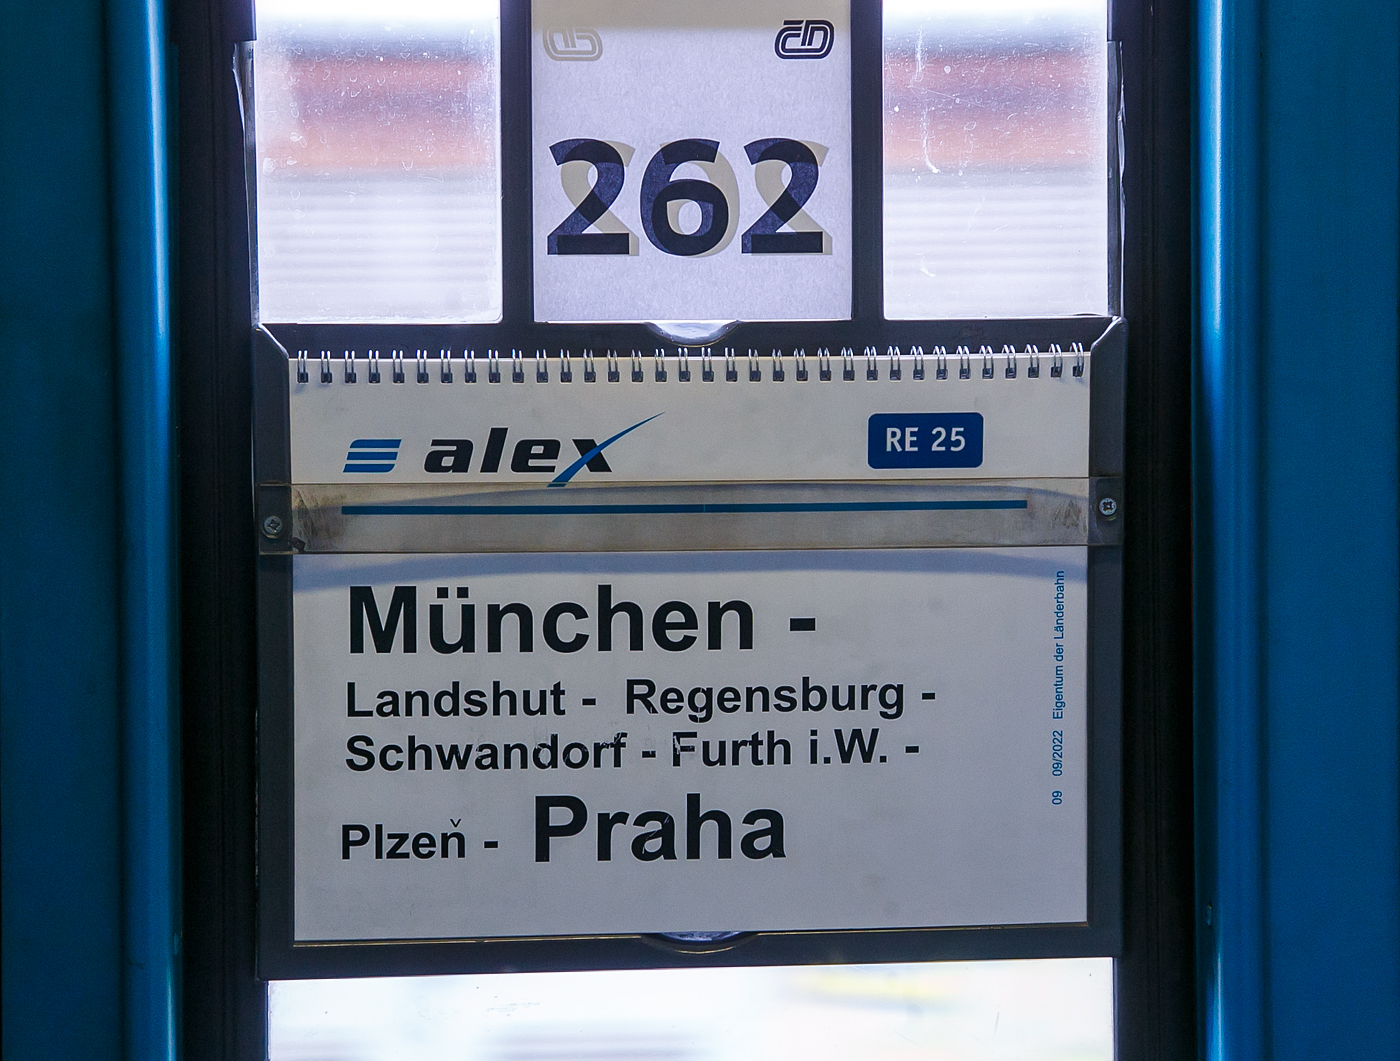 ČD
262
alex
RE 25
München -
Landshut - Regensburg -
Schwandorf - Furth i.W. -
Plzeň - Praha
09 09/2022 Eigentum der Länderbahn